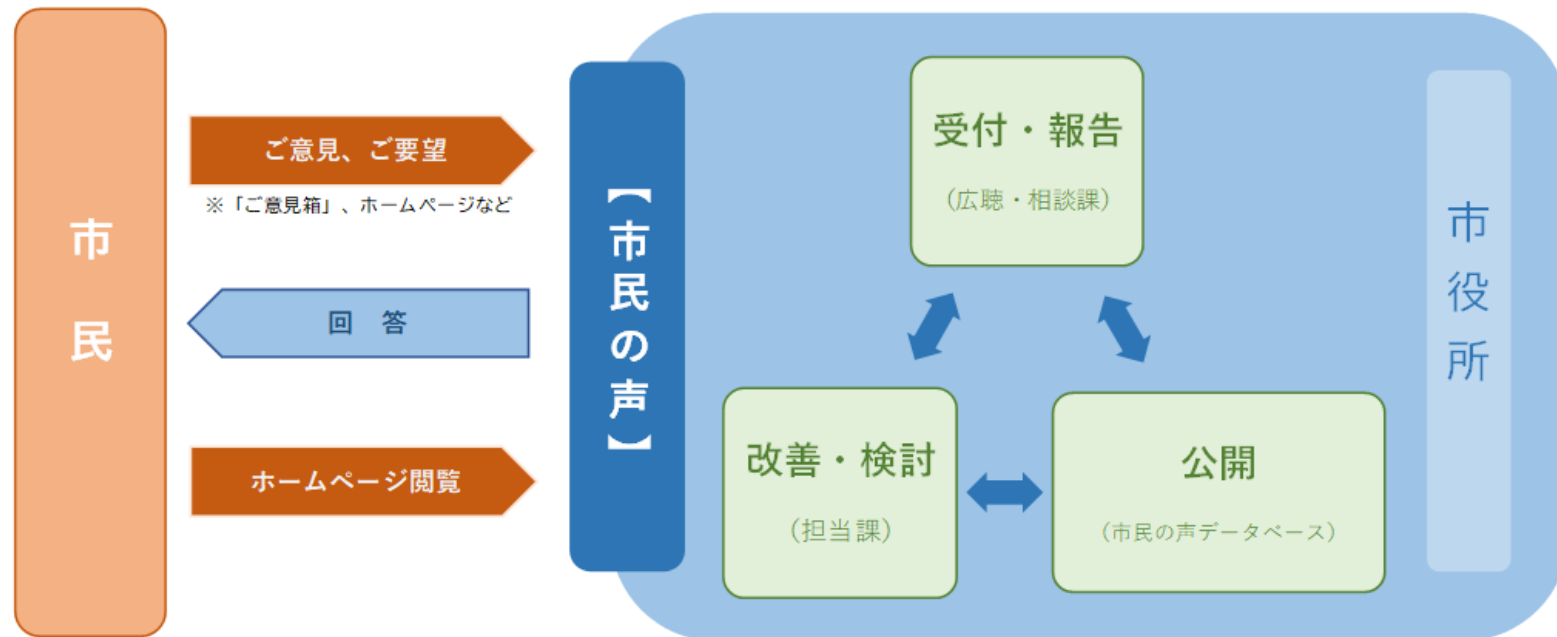 市民
ご意見、ご要望
※「ご意見箱」、ホームページなど
回　答
ホームページ閲覧
【市民の声】
受付・報告
（広聴・相談課）
改善・検討
（担当課）
公開
（市民の声データベース）
市役所